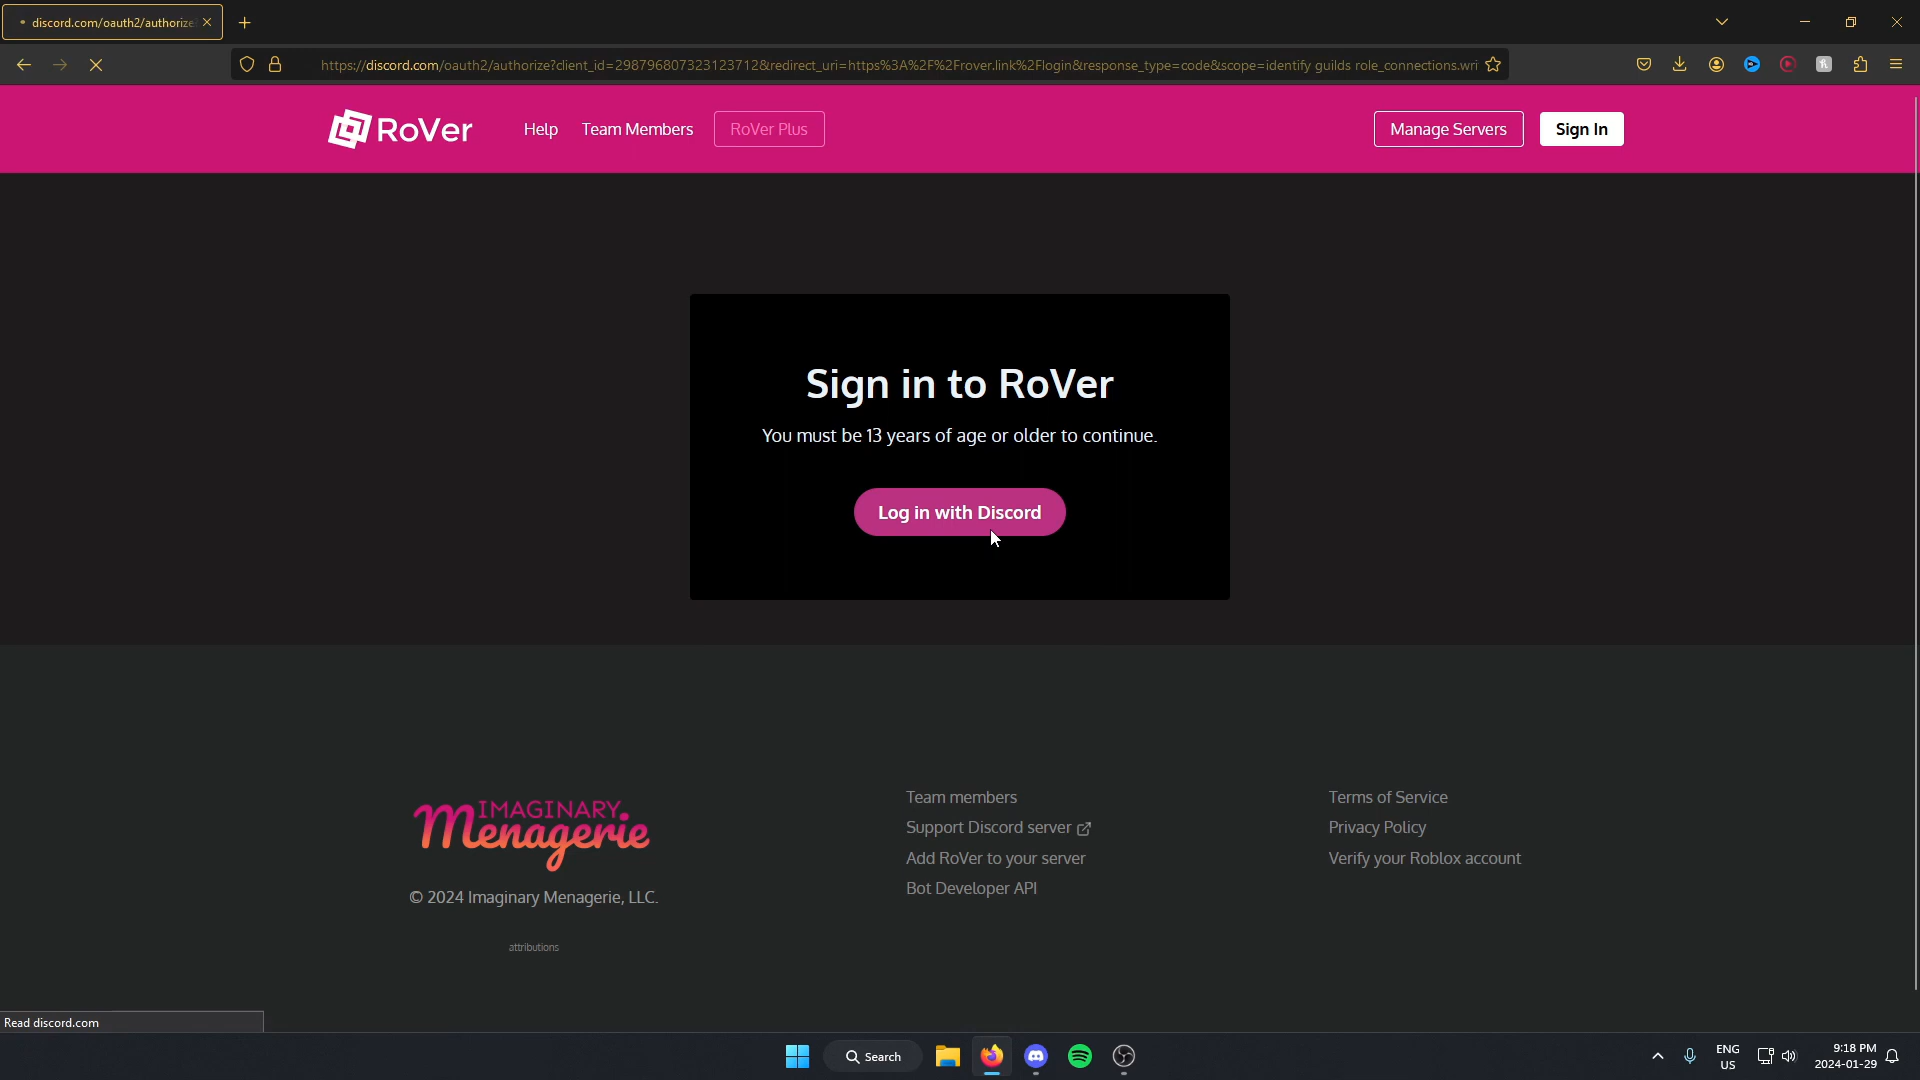 discord.com/oauth2/authorize
https://discord.com/oauth2/authorize?client_id=298796807323123712&redirect_uri=https%3A%2F%2Frover.link%2Flogin&response_type=code&scope=identify guilds role_connections.wri
RoVer
Help
Team Members
RoVer Plus
Manage Servers
Sign In
Sign in to RoVer
You must be 13 years of age or older to continue.
Log in with Discord
IMAGINARY
Menagerie
© 2024 Imaginary Menagerie, LLC.
attributions
Team members
Support Discord server
Add RoVer to your server
Bot Developer API
Terms of Service
Privacy Policy
Verify your Roblox account
Read discord.com
Search
ENG
US
9:18 PM
2024-01-29